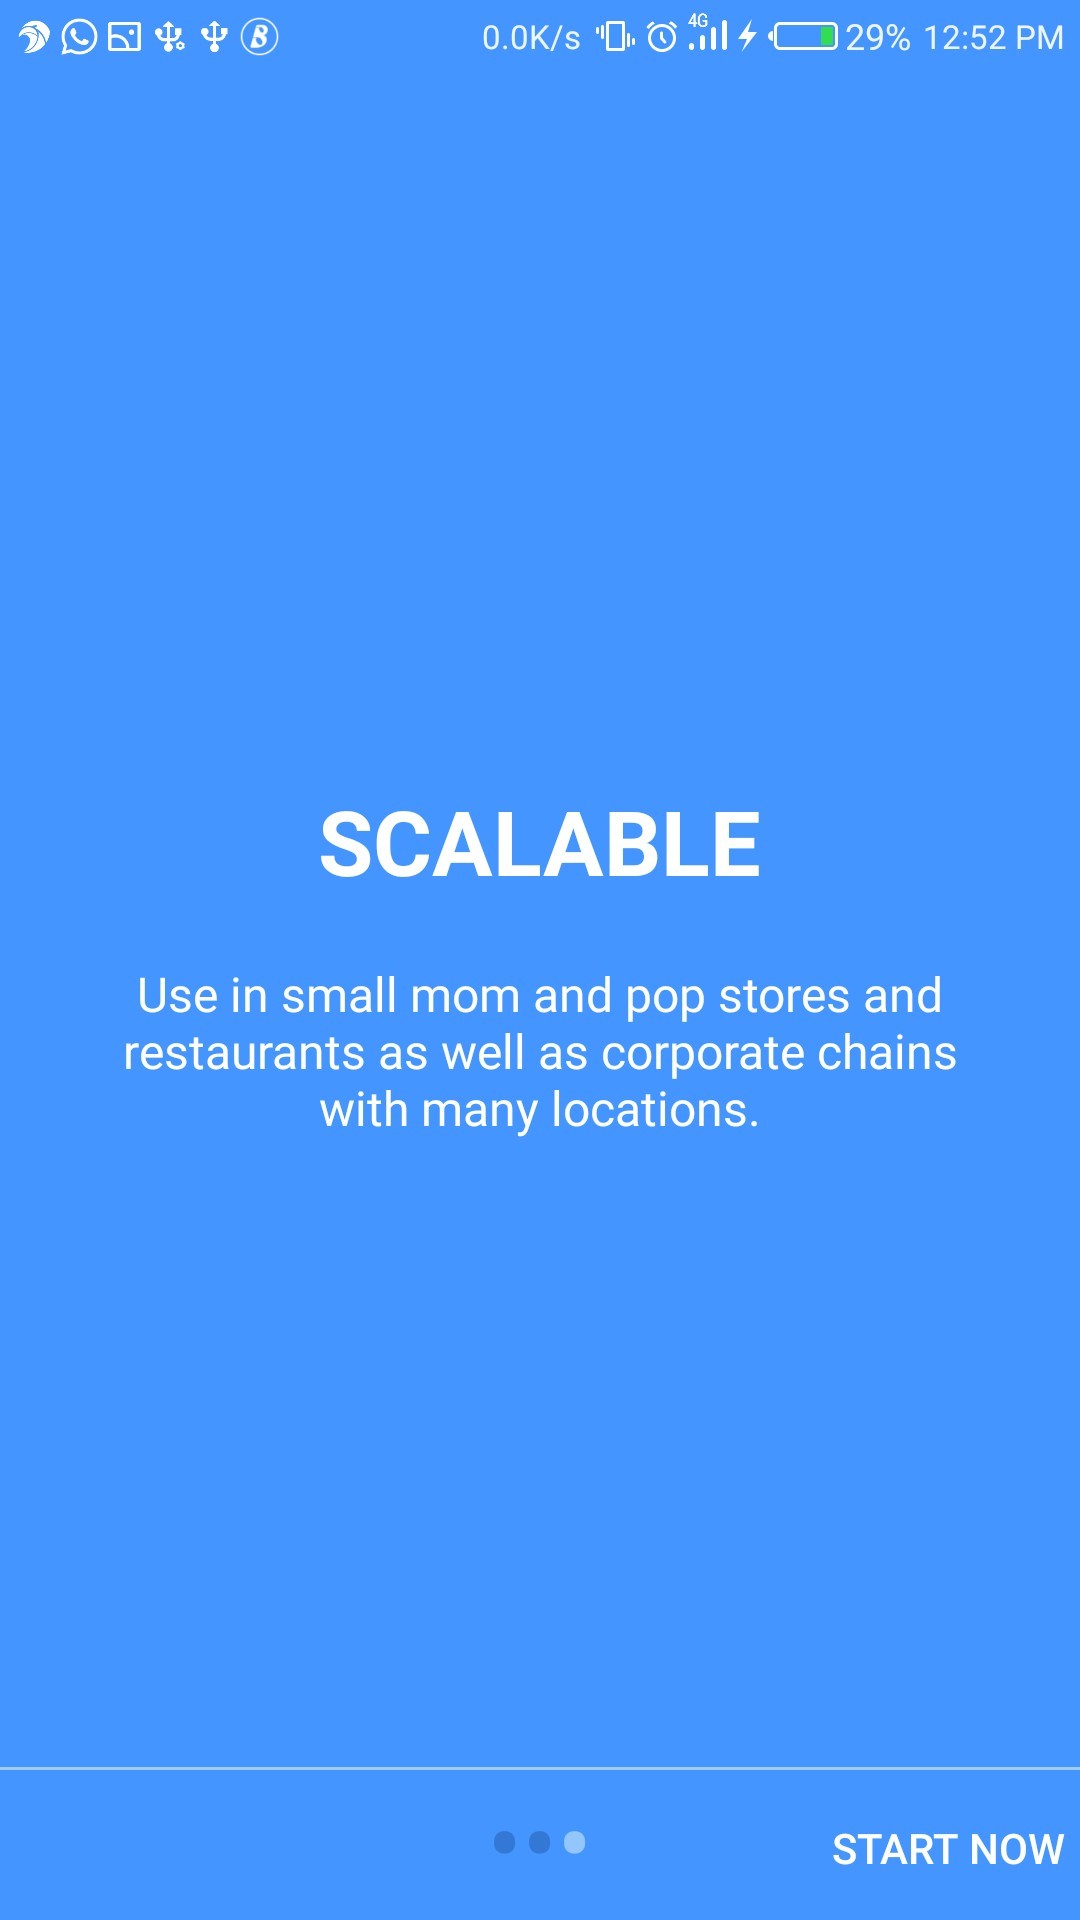 0.0K/s 4G 29% 12:52 PM
SCALABLE
Use in small mom and pop stores and
restaurants as well as corporate chains
with many locations.
START NOW